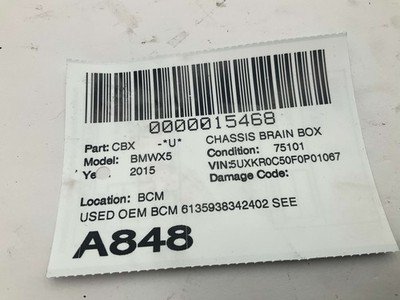 0000015468
Part: CBX -*U* CHASSIS BRAIN BOX
Model: BMWX5 Condition: 75101
Ye 2015 VIN:5UXKR0C50F0P01067
Damage Code:
Location: BCM
USED OEM BCM 6135938342402 SEE
A848